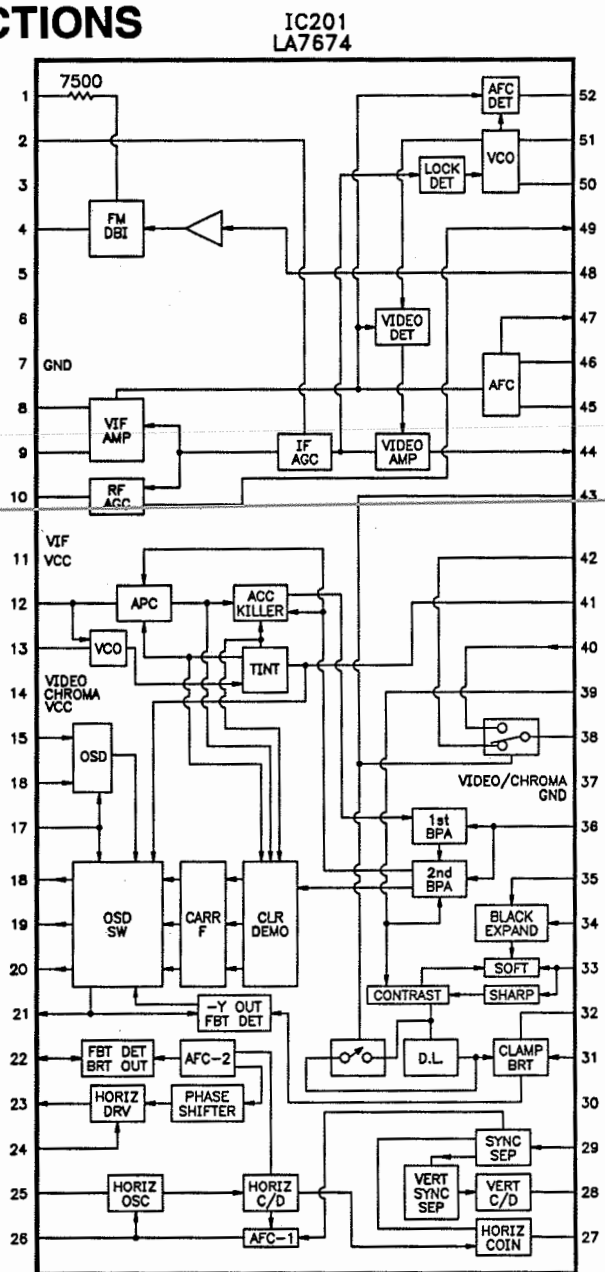 CTIONS
IC201
LA7674
7500
1
2
3
4
5
6
7 GND
8
9
10
11 VIF VCC
12
13
14 VIDEO CHROMA VCC
15
16
17
18
19
20
21
22
23
24
25
26
52
51
50
49
48
47
46
45
44
43
42
41
40
39
38
37
36
35
34
33
32
31
30
29
28
27
AFC DET
VCO
LOCK DET
FM DBI
VIDEO DET
AFC
VIF AMP
IF AGC
VIDEO AMP
RF AGC
APC
ACC KILLER
VCO
TINT
OSD
VIDEO/CHROMA GND
1st BPA
2nd BPA
OSD SW
CARR F
CLR DEMO
BLACK EXPAND
SOFT
CONTRAST
SHARP
-Y OUT FBT DET
FBT DET BRT OUT
AFC-2
D.L.
CLAMP BRT
HORIZ DRV
PHASE SHIFTER
SYNC SEP
VERT SYNC SEP
VERT C/D
HORIZ OSC
HORIZ C/D
AFC-1
HORIZ COIN